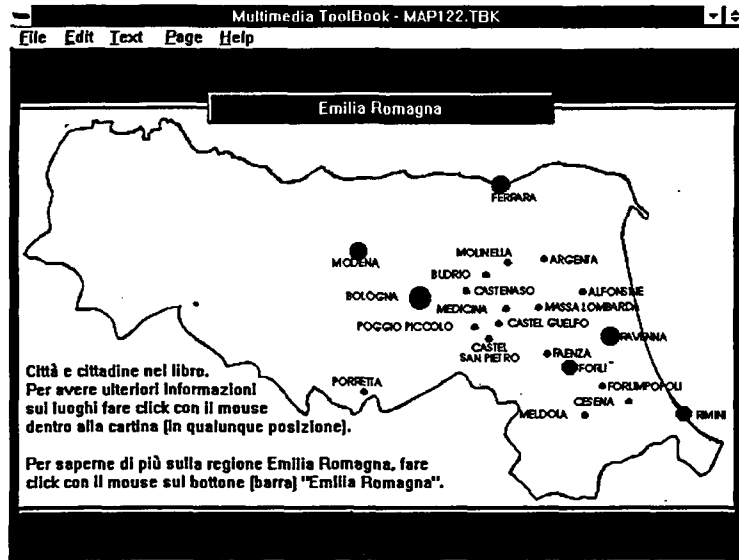 Multimedia ToolBook - MAP122.TBK
File Edit Text Page Help
Emilia Romagna
FERRARA
MODENA
MOLINELLA
ARGENTA
BUDRIO
BOLOGNA
CASTENASO
ALFONSINE
MEDICINA
MASSA LOMBARDA
POGGIO PICCOLO
CASTEL GUELFO
RAVENNA
CASTEL
SAN PIETRO
FAENZA
FORLI'
PORRETTA
FORLIMPOPOLI
CESENA
MELDOLA
RIMINI
Città e cittadine nel libro.
Per avere ulteriori informazioni
sui luoghi fare click con il mouse
dentro alla cartina (in qualunque posizione).
Per saperne di più sulla regione Emilia Romagna, fare
click con il mouse sul bottone (barra) "Emilia Romagna".